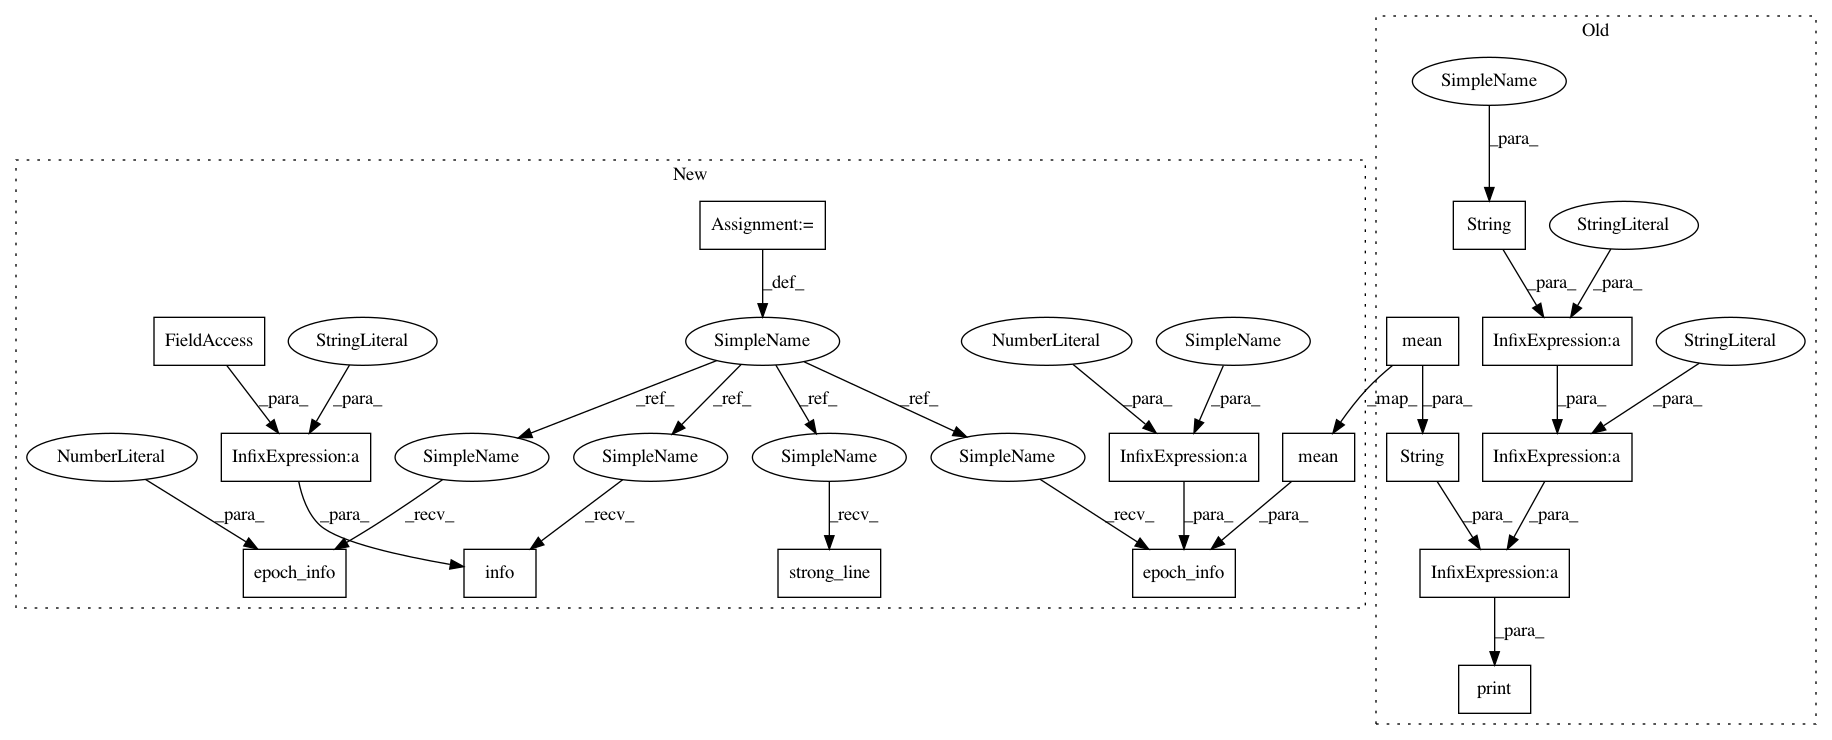 Old
SimpleName
_para_
New
Assignment:=
String
StringLiteral
_def_
_para_
_para_
FieldAccess
StringLiteral
SimpleName
NumberLiteral
SimpleName
mean
InfixExpression:a
StringLiteral
_para_
_para_
_ref_
_ref_
_ref_
_ref_
_para_
_para_
_map_
_para_
_para_
_para_
NumberLiteral
InfixExpression:a
SimpleName
SimpleName
SimpleName
SimpleName
InfixExpression:a
mean
String
InfixExpression:a
_para_
_para_
_recv_
_recv_
_recv_
_recv_
_para_
_para_
_para_
_para_
epoch_info
info
strong_line
epoch_info
InfixExpression:a
_para_
print